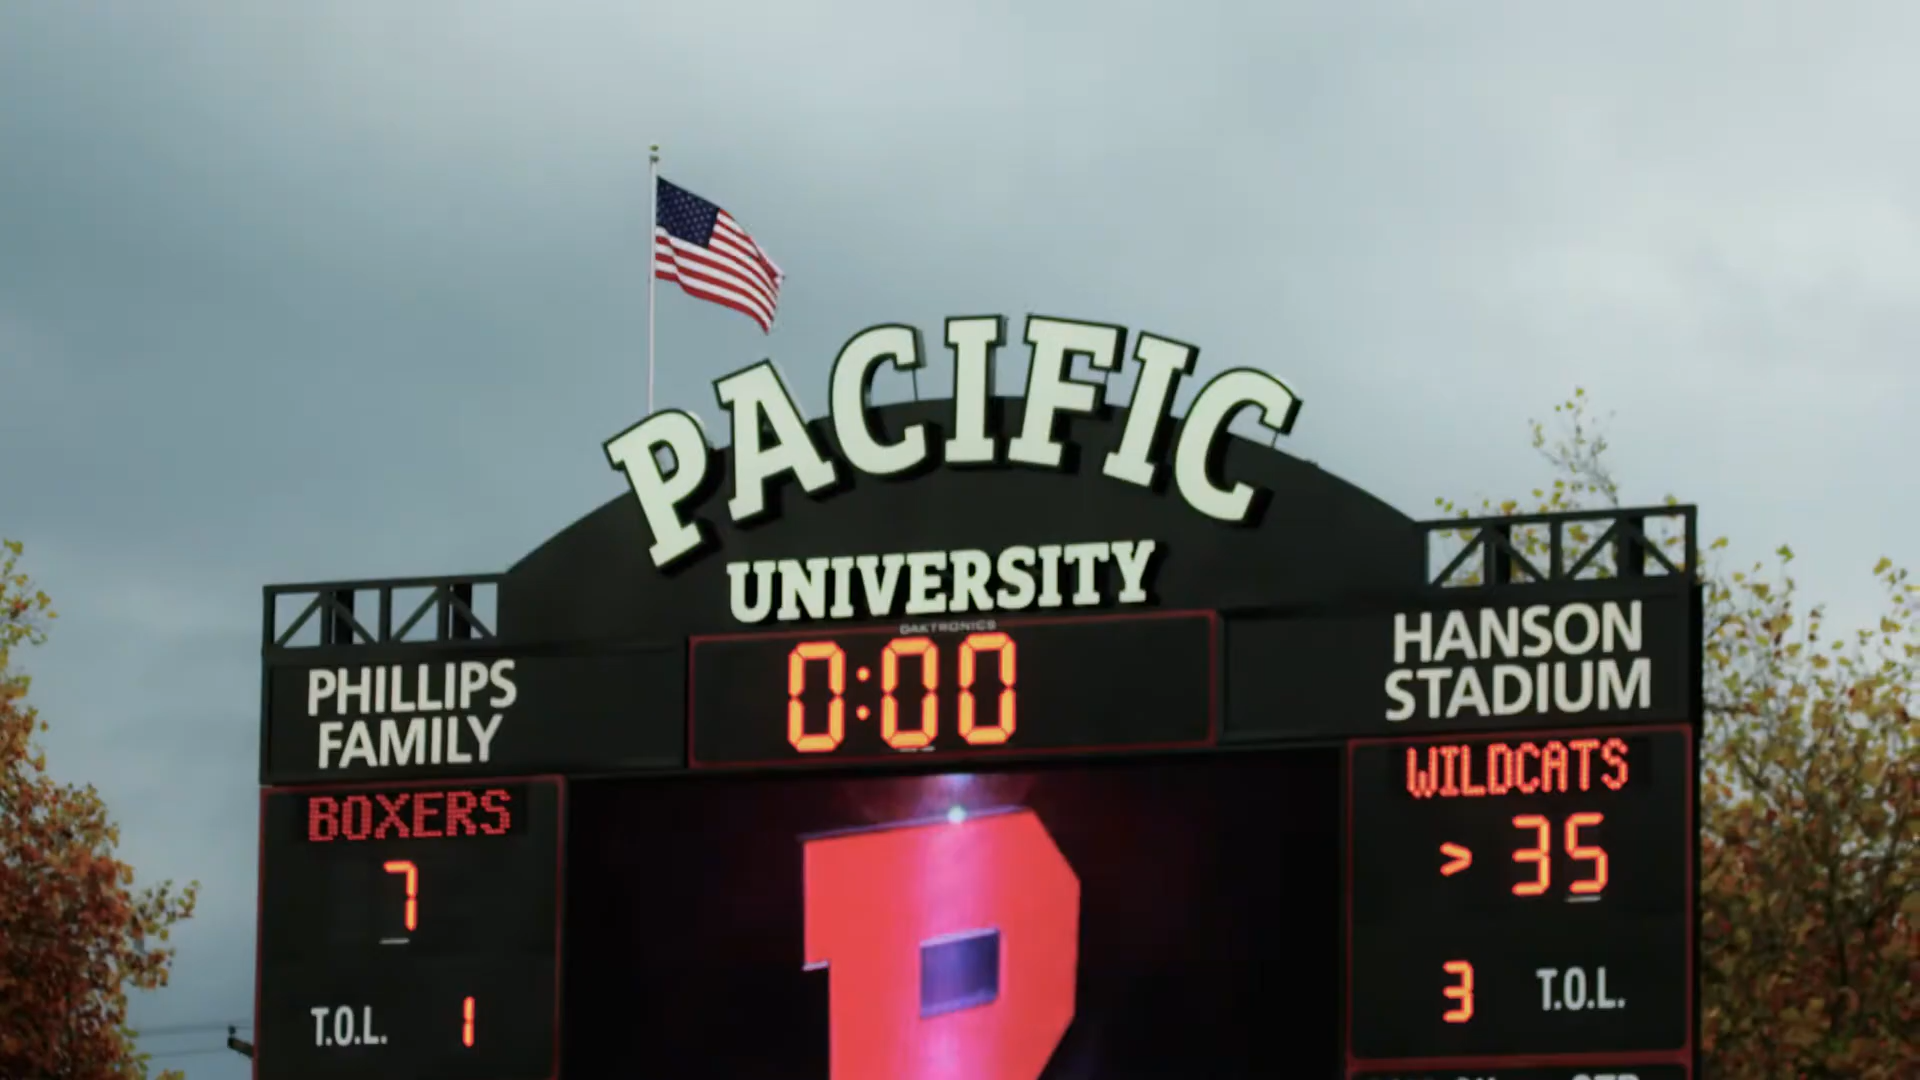 PACIFIC
UNIVERSITY
DAKTRONICS
PHILLIPS
FAMILY
0:00
HANSON
STADIUM
BOXERS
7
T.O.L. 1
P
WILDCATS
> 35
3 T.O.L.